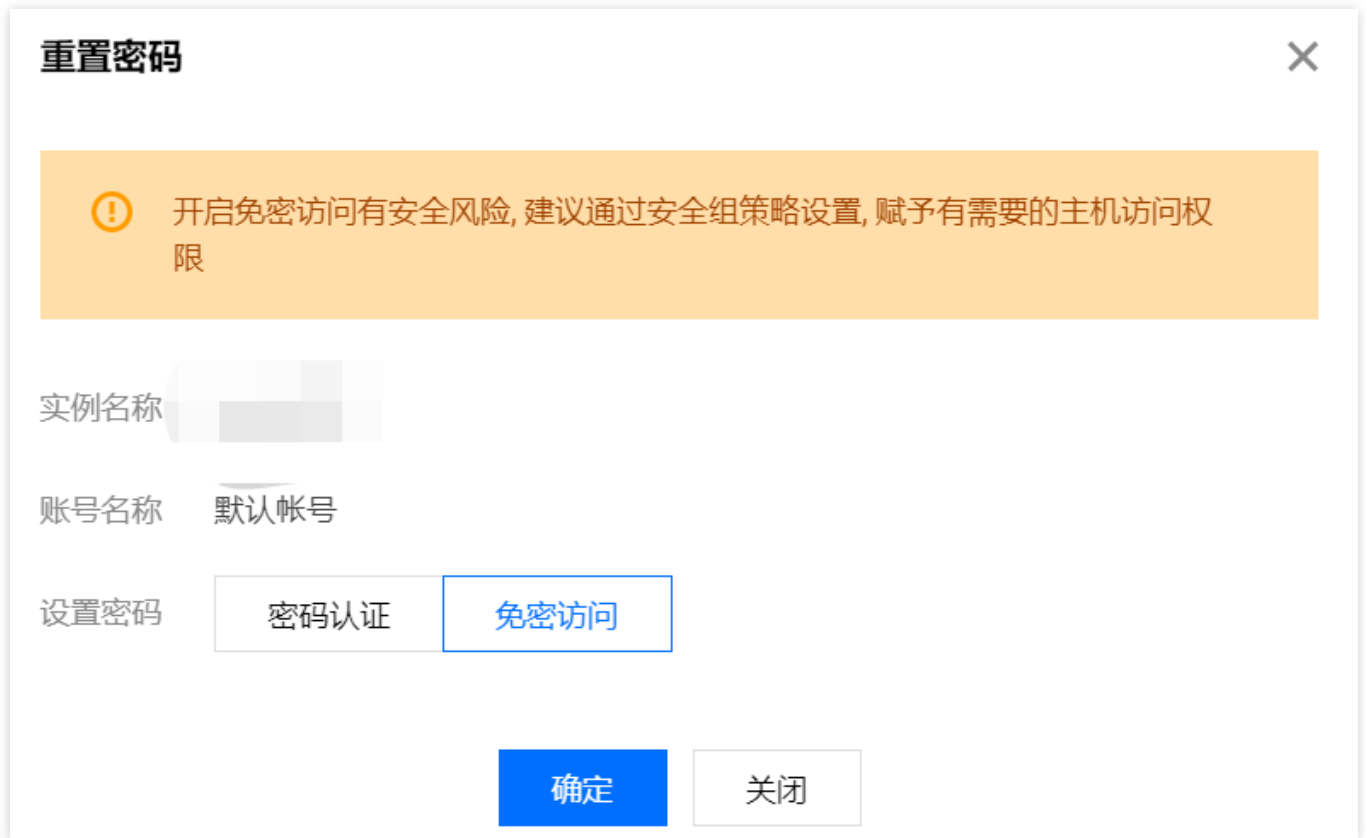 重置密码
开启免密访问有安全风险, 建议通过安全组策略设置, 赋予有需要的主机访问权
限
实例名称
账号名称 默认帐号
设置密码 密码认证 免密访问
确定 关闭